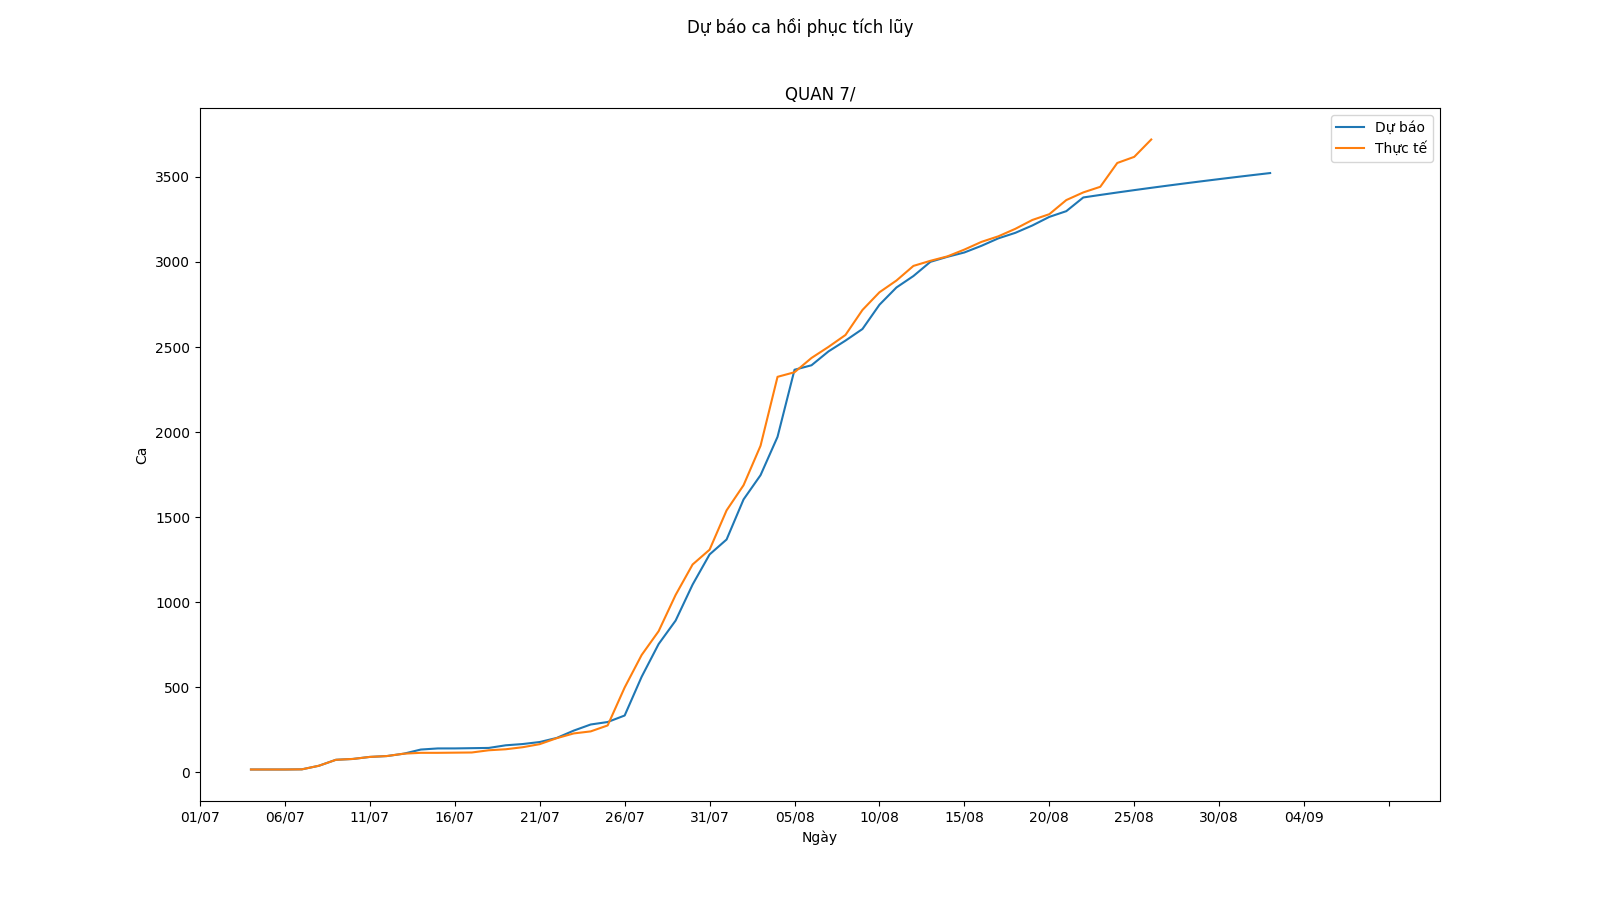 Dự báo ca hồi phục tích lũy
QUAN 7/
Dự báo
Thực tế
3500
3000
2500
2000
1500
1000
500
0
Ca
01/07 06/07 11/07 16/07 21/07 26/07 31/07 05/08 10/08 15/08 20/08 25/08 30/08 04/09
Ngày